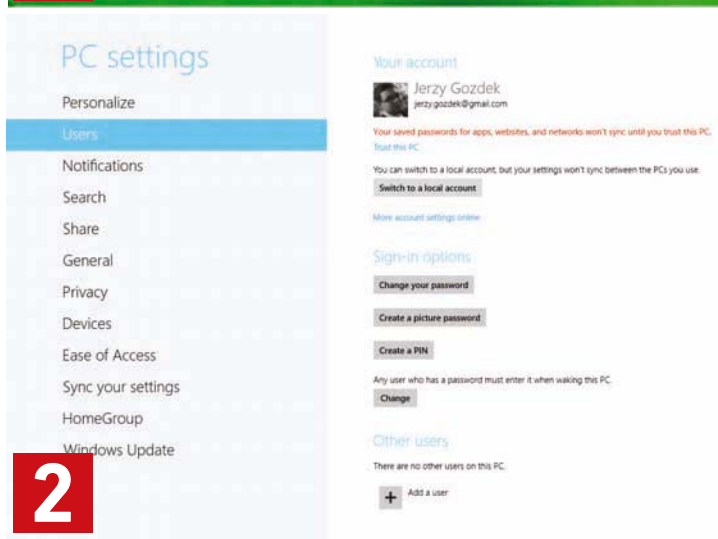 PC settings
Personalize
Users
Notifications
Search
Share
General
Privacy
Devices
Ease of Access
Sync your settings
HomeGroup
Windows Update
2
Your account
Jerzy Gozdek
jerzy.gozdek@gmail.com
Your saved passwords for apps, websites, and networks won't sync until you trust this PC.
Trust this PC
You can switch to a local account, but your settings won't sync between the PCs you use.
Switch to a local account
More account settings online
Sign-in options
Change your password
Create a picture password
Create a PIN
Any user who has a password must enter it when waking this PC.
Change
Other users
There are no other users on this PC.
+ Add a user